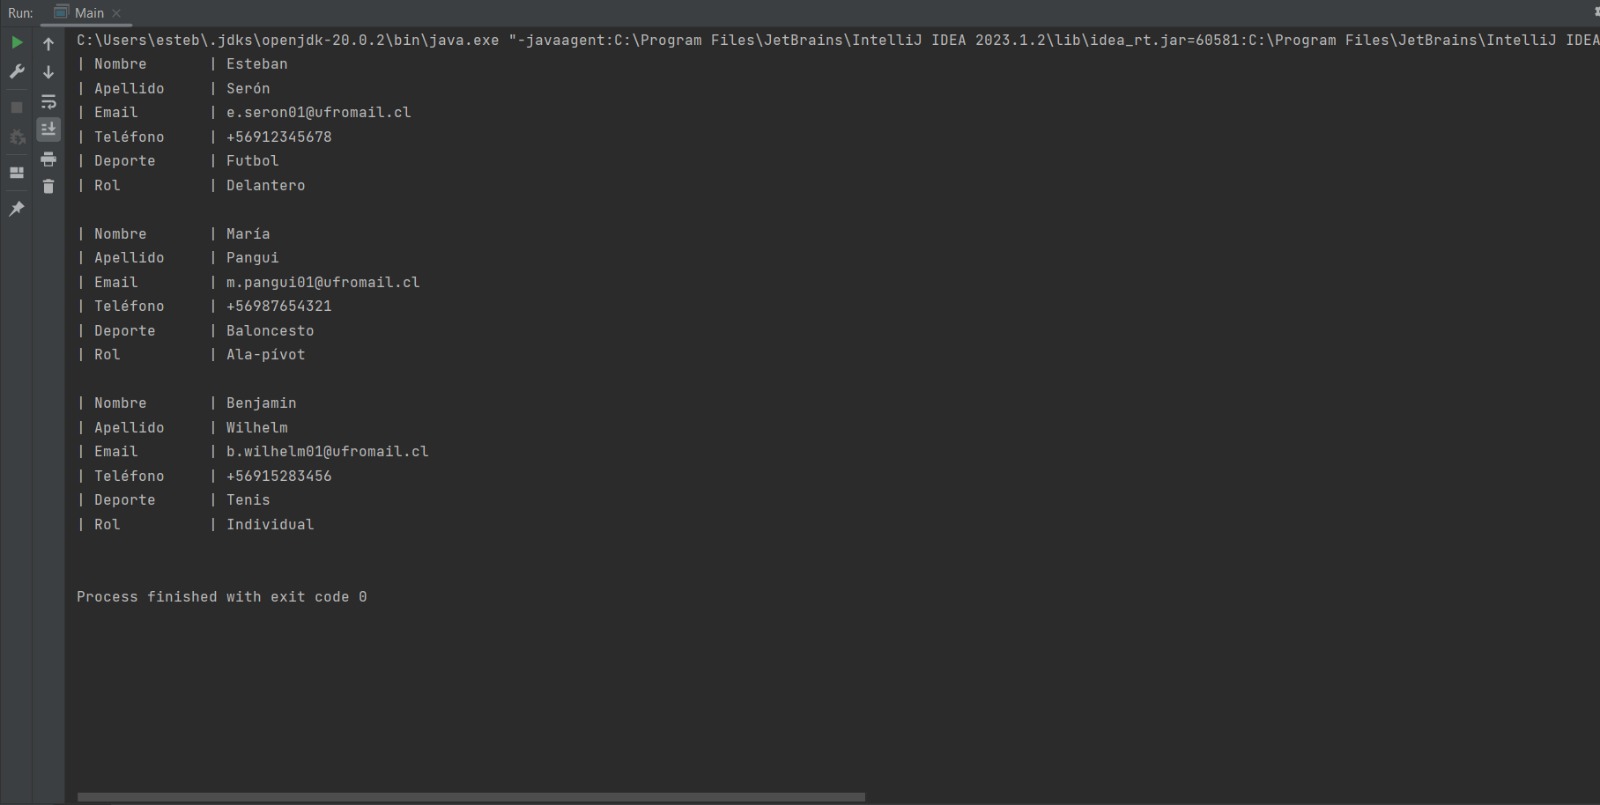 Run: Main
C:\Users\esteb\.jdks\openjdk-20.0.2\bin\java.exe "-javaagent:C:\Program Files\JetBrains\IntelliJ IDEA 2023.1.2\lib\idea_rt.jar=60581:C:\Program Files\JetBrains\IntelliJ IDEA
| Nombre | Esteban
| Apellido | Serón
| Email | e.seron01@ufromail.cl
| Teléfono | +56912345678
| Deporte | Futbol
| Rol | Delantero
| Nombre | María
| Apellido | Pangui
| Email | m.pangui01@ufromail.cl
| Teléfono | +56987654321
| Deporte | Baloncesto
| Rol | Ala-pívot
| Nombre | Benjamin
| Apellido | Wilhelm
| Email | b.wilhelm01@ufromail.cl
| Teléfono | +56915283456
| Deporte | Tenis
| Rol | Individual
Process finished with exit code 0